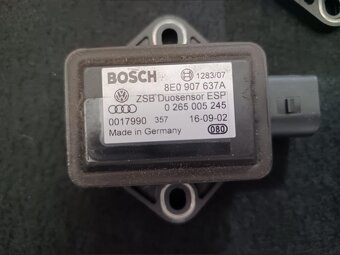 BOSCH 1283/07
8E0 907 637A
ZSB Duosensor ESP
0 265 005 245
0017990 357 16-09-02
Made in Germany 080